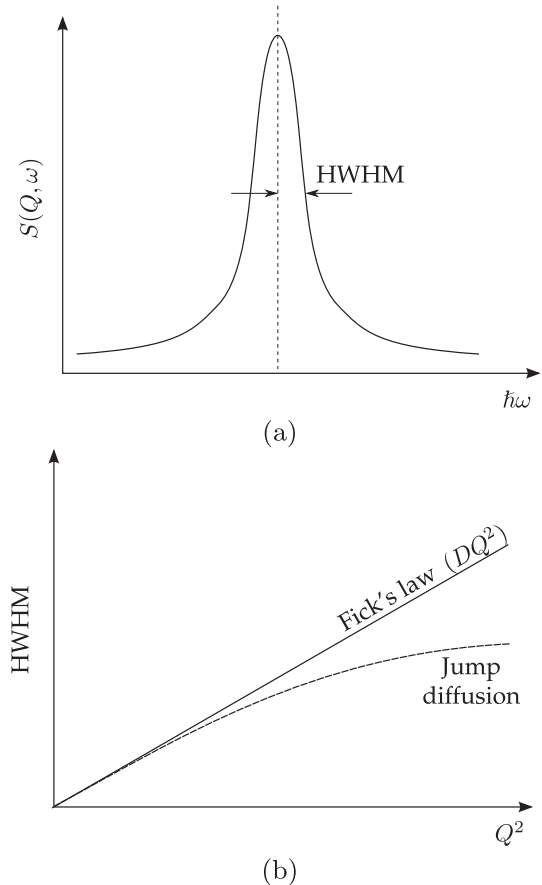 S(Q, ω)
HWHM
ħω
(a)
HWHM
Fick's law (DQ²)
Jump
diffusion
Q²
(b)